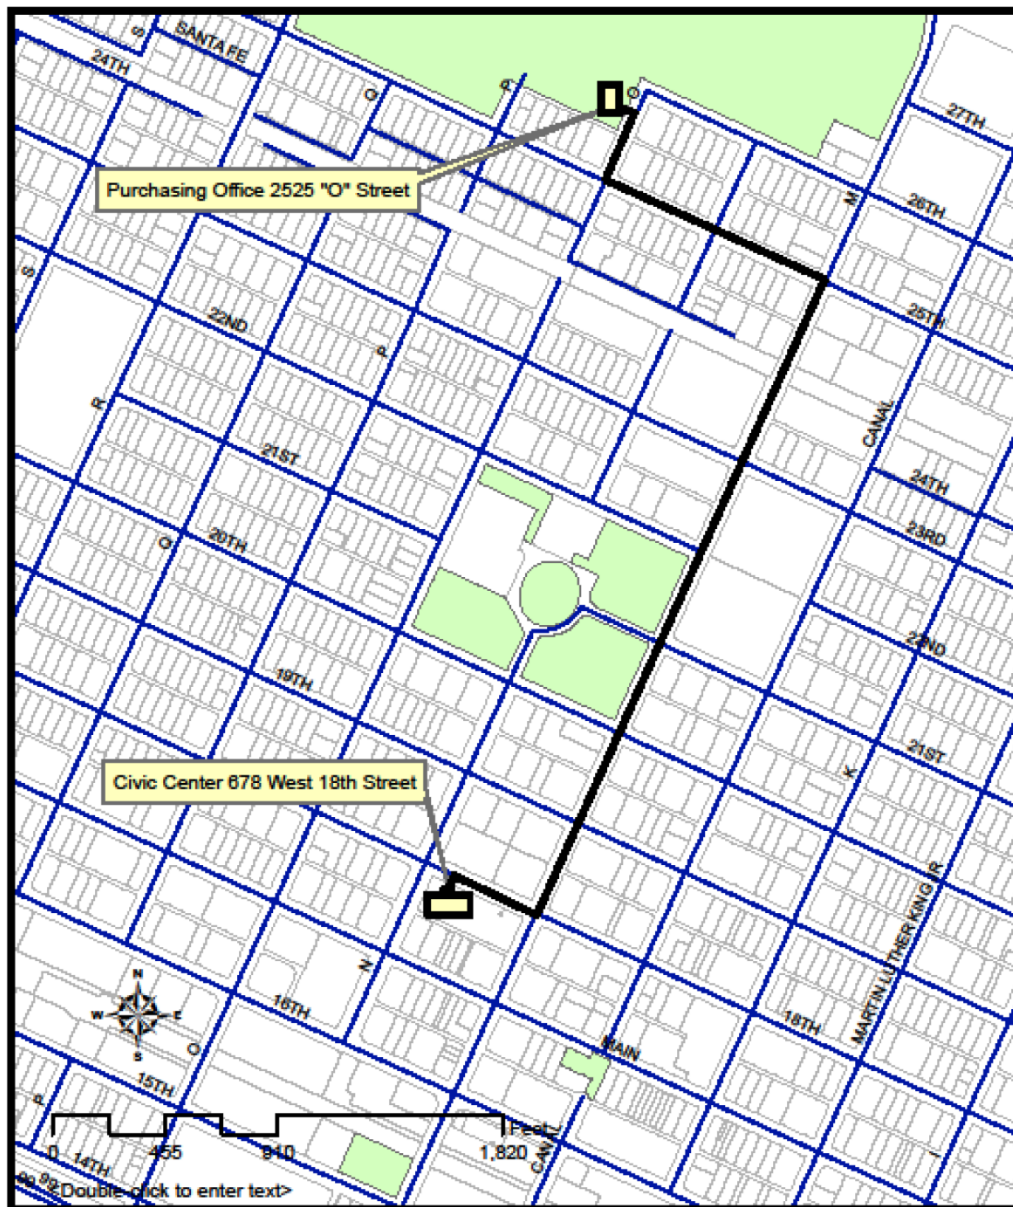 S
SANTA FE
24TH
Q
P
O
27TH
Purchasing Office 2525 "O" Street
M
26TH
S
25TH
22ND
P
R
CANAL
21ST
24TH
23RD
Q
20TH
22ND
19TH
21ST
K
Civic Center 678 West 18th Street
MARTIN LUTHER KING JR
N
N
W E
S
16TH
18TH
O
MAIN
15TH
P
Feet
0 455 910 1,820
CANAL
I
14TH
<Double-click to enter text>